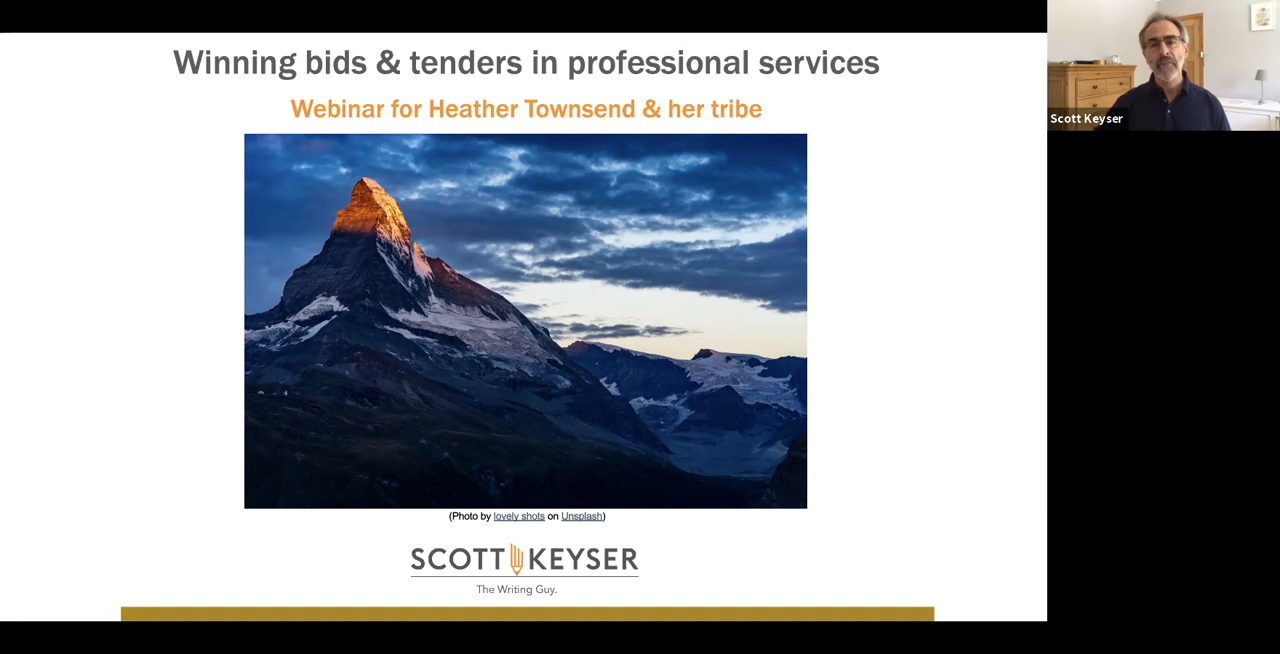 Winning bids & tenders in professional services
Webinar for Heather Townsend & her tribe
Scott Keyser
(Photo by lovely shots on Unsplash)
SCOTT KEYSER
The Writing Guy.